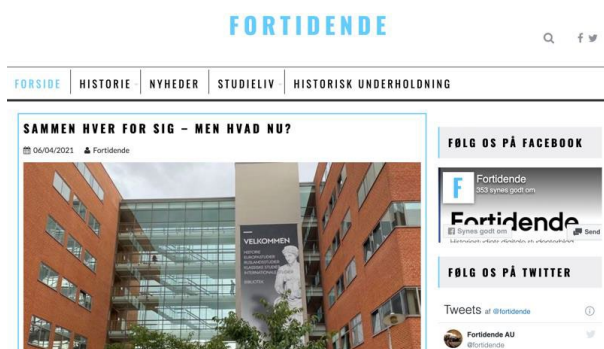 FORTIDENDE
FORSIDE HISTORIE NYHEDER STUDIELIV HISTORISK UNDERHOLDNING
SAMMEN HVER FOR SIG – MEN HVAD NU?
06/04/2021 Fortidende
VELKOMMEN
HISTORIE
FØLG OS PÅ FACEBOOK
F
Fortidende
353 synes godt om
Fortidende
Synes godt om
Send
FØLG OS PÅ TWITTER
Tweets af @fortidende
Fortidende AU
@fortidende